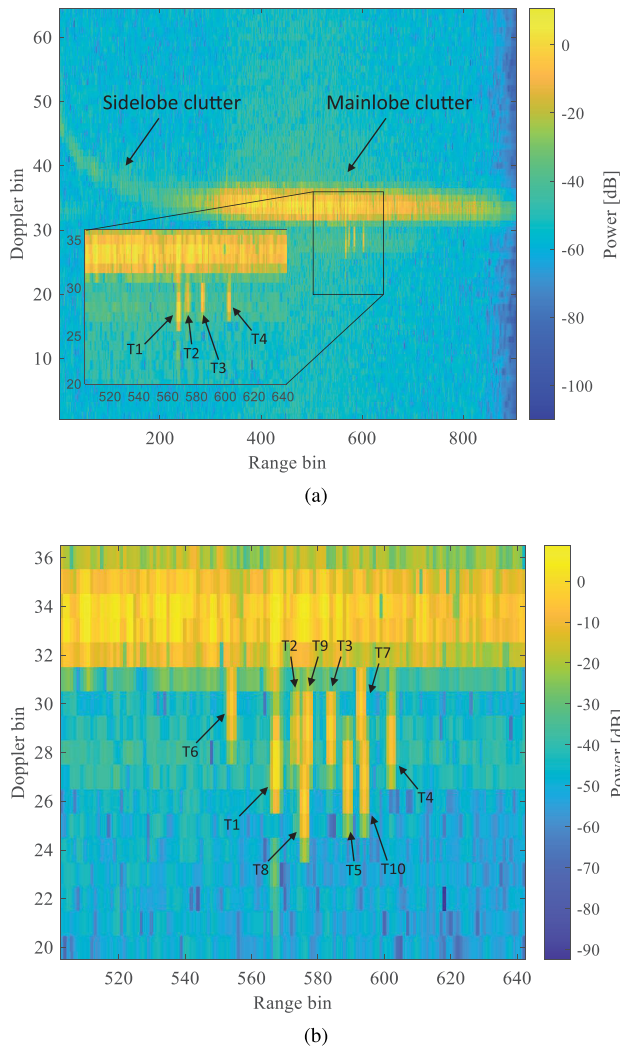 60
50
40
30
20
10
Doppler bin
Sidelobe clutter
Mainlobe clutter
35
30
25
20
T1
T2
T3
T4
520 540 560 580 600 620 640
200 400 600 800
Range bin
0
-20
-40
-60
-80
-100
Power [dB]
(a)
36
34
32
30
28
26
24
22
20
Doppler bin
T2 T9 T3 T7
T6
T1
T4
T8
T5 T10
520 540 560 580 600 620 640
Range bin
0
-10
-20
-30
-40
-50
-60
-70
-80
-90
Power [dB]
(b)